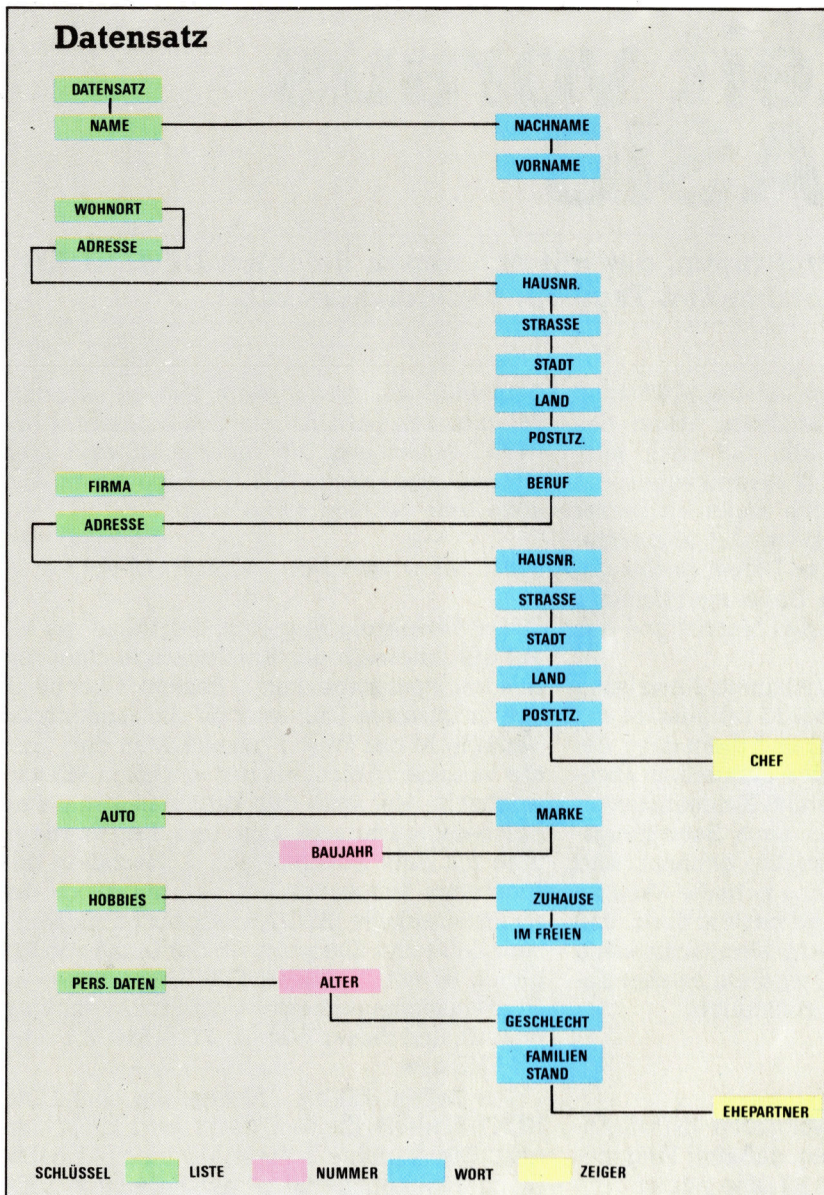 Datensatz
DATENSATZ
NAME
NACHNAME
VORNAME
WOHNORT
ADRESSE
HAUSNR.
STRASSE
STADT
LAND
POSTLTZ.
FIRMA
BERUF
ADRESSE
HAUSNR.
STRASSE
STADT
LAND
POSTLTZ.
CHEF
AUTO
MARKE
BAUJAHR
HOBBIES
ZUHAUSE
IM FREIEN
PERS. DATEN
ALTER
GESCHLECHT
FAMILIEN
STAND
EHEPARTNER
SCHLÜSSEL LISTE NUMMER WORT ZEIGER